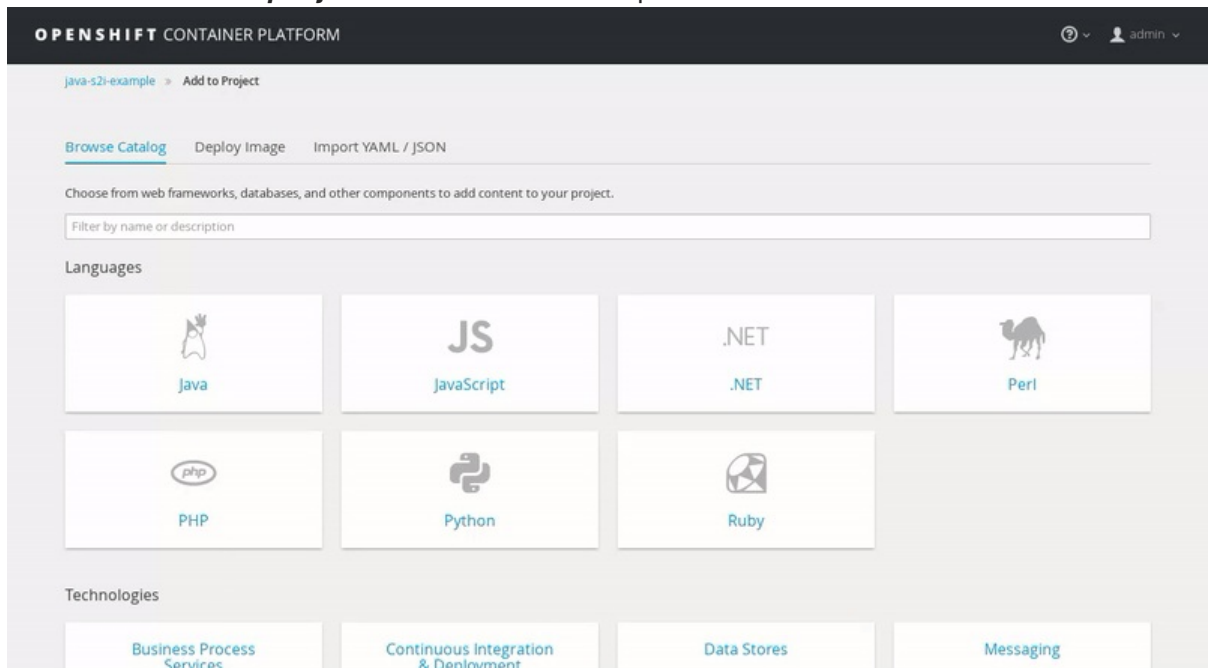 OPENSHIFT CONTAINER PLATFORM
admin
java-s2i-example » Add to Project
Browse Catalog Deploy Image Import YAML / JSON
Choose from web frameworks, databases, and other components to add content to your project.
Filter by name or description
Languages
JS .NET
Java JavaScript .NET Perl
php
PHP Python Ruby
Technologies
Business Process Continuous Integration Data Stores Messaging
Services & Deployment